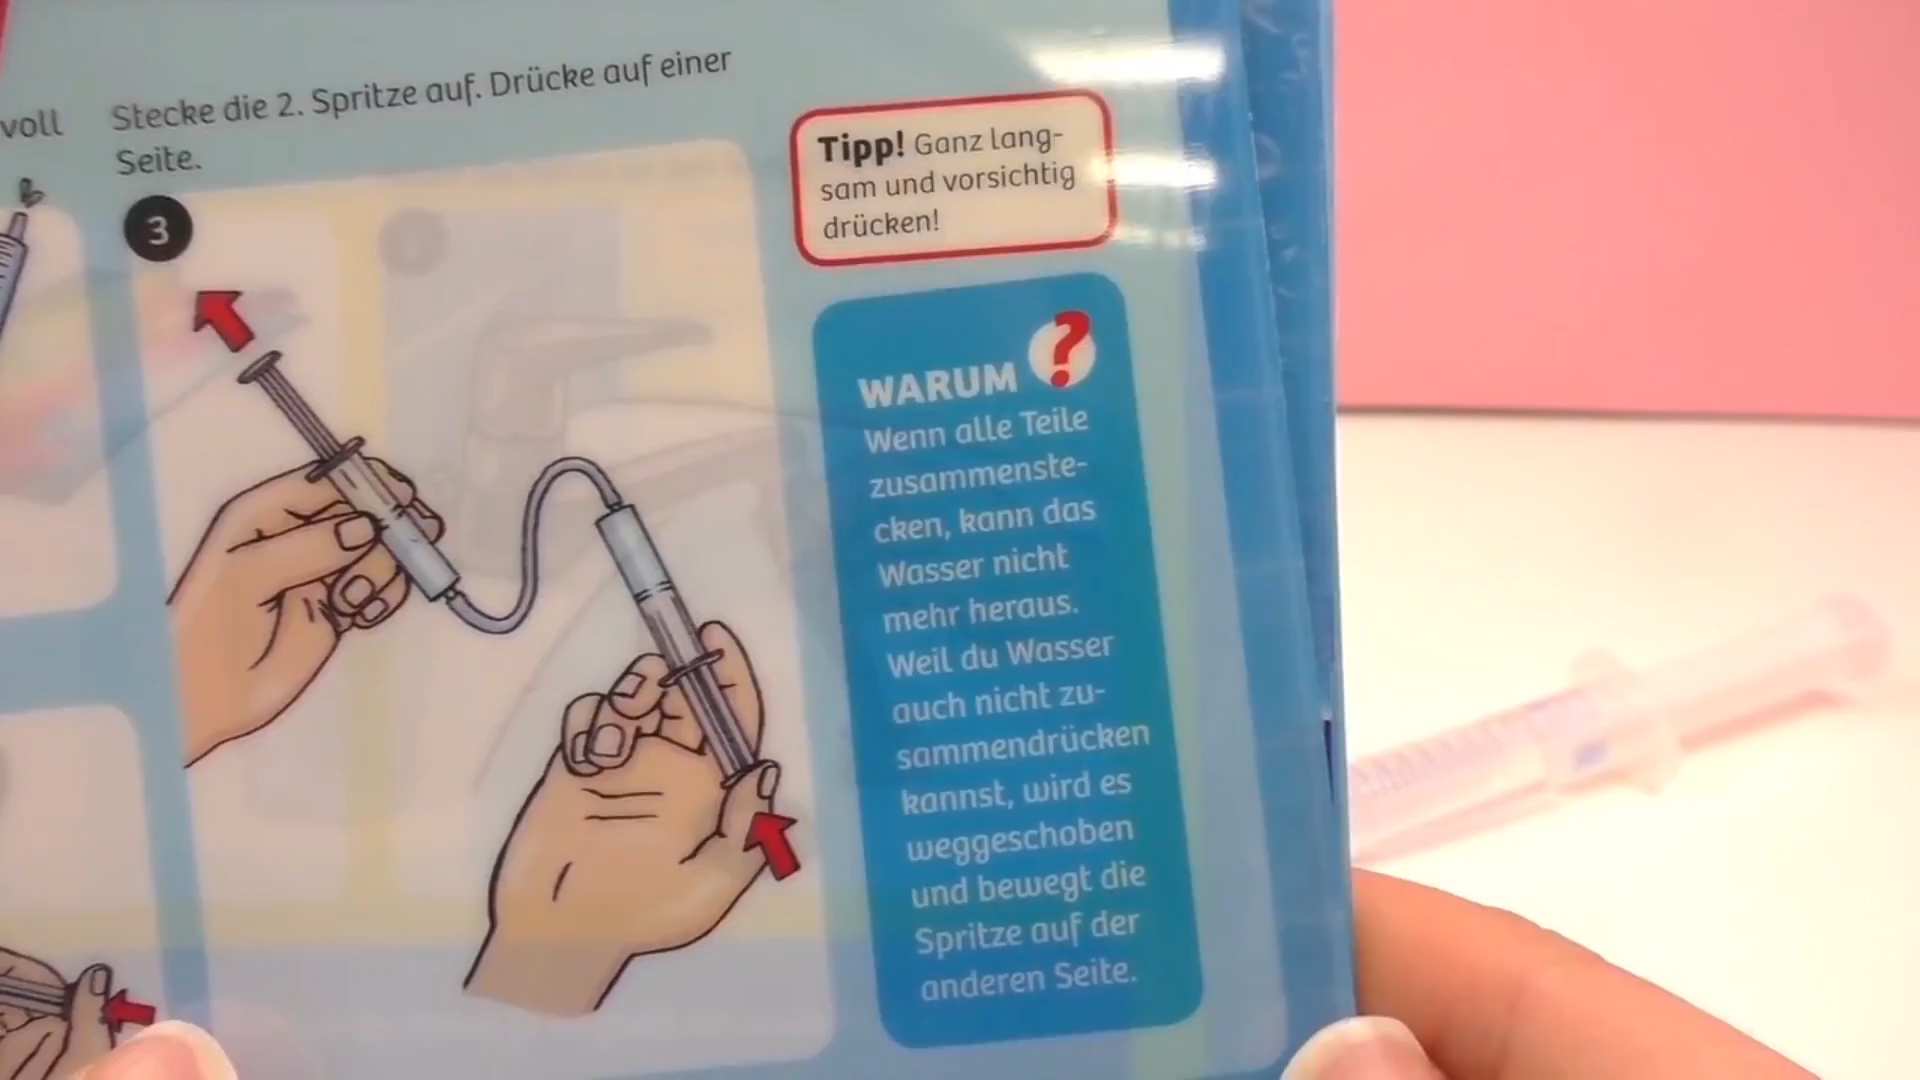 voll
Stecke die 2. Spritze auf. Drücke auf einer
Seite.
3
Tipp! Ganz lang-
sam und vorsichtig
drücken!
WARUM ?
Wenn alle Teile
zusammenste-
cken, kann das
Wasser nicht
mehr heraus.
Weil du Wasser
auch nicht zu-
sammendrücken
kannst, wird es
weggeschoben
und bewegt die
Spritze auf der
anderen Seite.